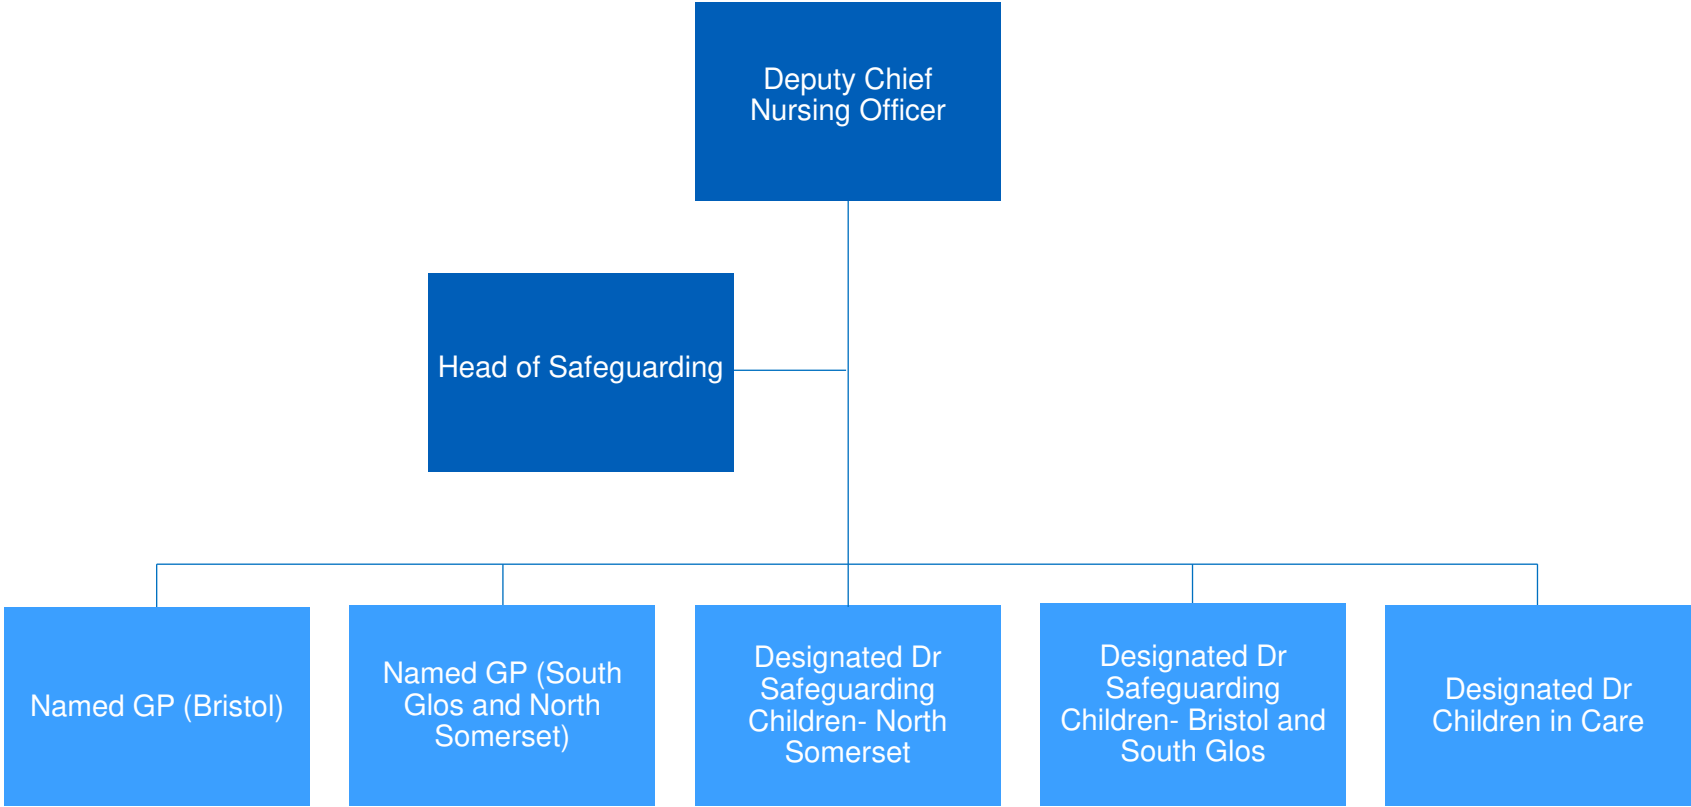 Deputy Chief
Nursing Officer
Head of Safeguarding
Named GP (Bristol)
Named GP (South
Glos and North
Somerset)
Designated Dr
Safeguarding
Children- North
Somerset
Designated Dr
Safeguarding
Children- Bristol and
South Glos
Designated Dr
Children in Care